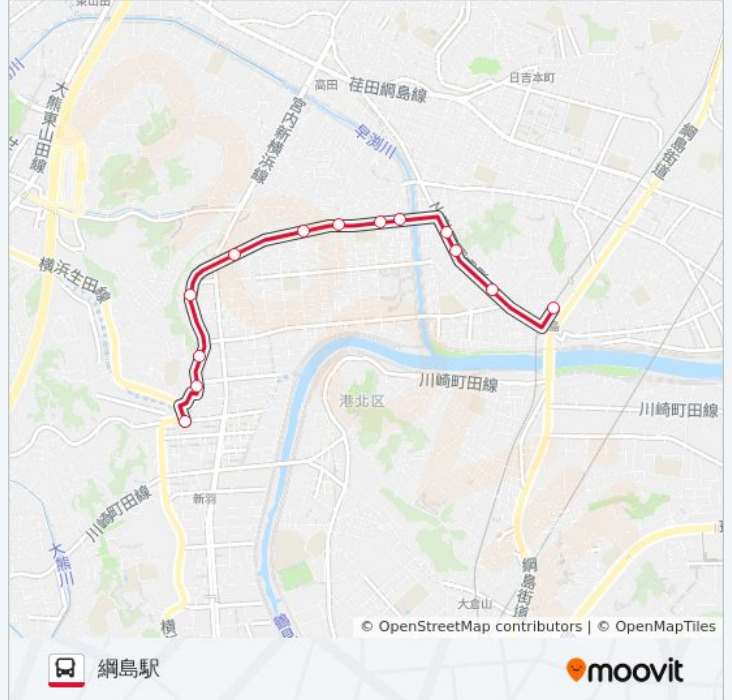 東山田
大熊東山田線
宮内新横浜線
高田
荏田綱島線
日吉本町
綱島街道
早渕川
横浜生田線
川崎町田線
港北区
川崎町田線
新羽
川崎町田線
大熊川
綱島街道
大倉山
横
© OpenStreetMap contributors | © OpenMapTiles
綱島駅
moovit